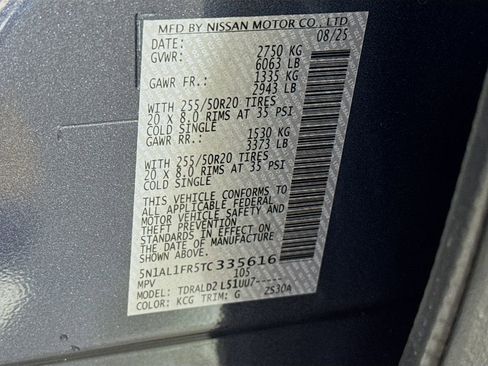 MFD BY NISSAN MOTOR CO., LTD
DATE: 08/25
GVWR: 2750 KG
6063 LB
GAWR FR.: 1335 KG
2943 LB
WITH 255/50R20 TIRES
20 x 8.0 RIMS AT 35 PSI
COLD SINGLE
GAWR RR.: 1530 KG
3373 LB
WITH 255/50R20 TIRES
20 x 8.0 RIMS AT 35 PSI
COLD SINGLE
THIS VEHICLE CONFORMS TO
ALL APPLICABLE FEDERAL
MOTOR VEHICLE SAFETY AND
THEFT PREVENTION
STANDARDS IN EFFECT ON
THE DATE OF MANUFACTURE
SHOWN ABOVE.
5N1AL1FR5TC335616
MPV 105
MODEL: TDRALD2 L51UU7-----
COLOR: KCG TRIM: G ZS30A